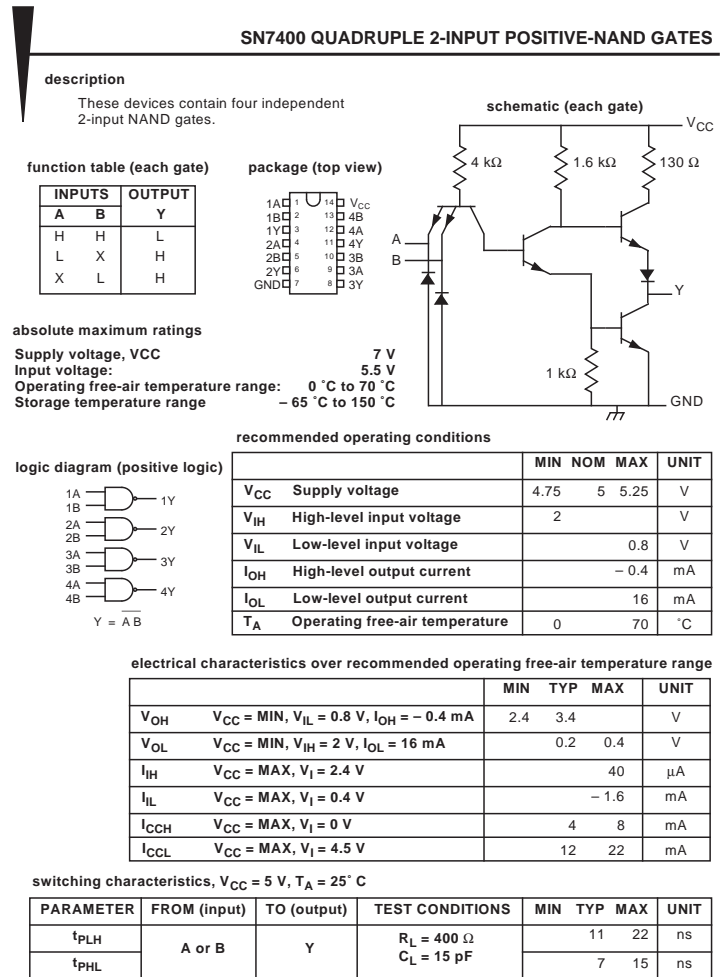 SN7400 QUADRUPLE 2-INPUT POSITIVE-NAND GATES
description
These devices contain four independent
2-input NAND gates.
function table (each gate)
INPUTS OUTPUT
A B Y
H H L
L X H
X L H
package (top view)
1A 1 14 VCC
1B 2 13 4B
1Y 3 12 4A
2A 4 11 4Y
2B 5 10 3B
2Y 6 9 3A
GND 7 8 3Y
schematic (each gate)
VCC
4 kΩ 1.6 kΩ 130 Ω
A
B
Y
1 kΩ
GND
absolute maximum ratings
Supply voltage, VCC 7 V
Input voltage: 5.5 V
Operating free-air temperature range: 0 ˚C to 70 ˚C
Storage temperature range – 65 ˚C to 150 ˚C
logic diagram (positive logic)
1A
1B 1Y
2A
2B 2Y
3A
3B 3Y
4A
4B 4Y
Y = A̅ B̅
recommended operating conditions
MIN NOM MAX UNIT
VCC Supply voltage 4.75 5 5.25 V
VIH High-level input voltage 2 V
VIL Low-level input voltage 0.8 V
IOH High-level output current – 0.4 mA
IOL Low-level output current 16 mA
TA Operating free-air temperature 0 70 ˚C
electrical characteristics over recommended operating free-air temperature range
MIN TYP MAX UNIT
VOH VCC = MIN, VIL = 0.8 V, IOH = – 0.4 mA 2.4 3.4 V
VOL VCC = MIN, VIH = 2 V, IOL = 16 mA 0.2 0.4 V
IIH VCC = MAX, VI = 2.4 V 40 µA
IIL VCC = MAX, VI = 0.4 V – 1.6 mA
ICCH VCC = MAX, VI = 0 V 4 8 mA
ICCL VCC = MAX, VI = 4.5 V 12 22 mA
switching characteristics, VCC = 5 V, TA = 25˚ C
PARAMETER FROM (input) TO (output) TEST CONDITIONS MIN TYP MAX UNIT
tPLH A or B Y RL = 400 Ω 11 22 ns
tPHL CL = 15 pF 7 15 ns